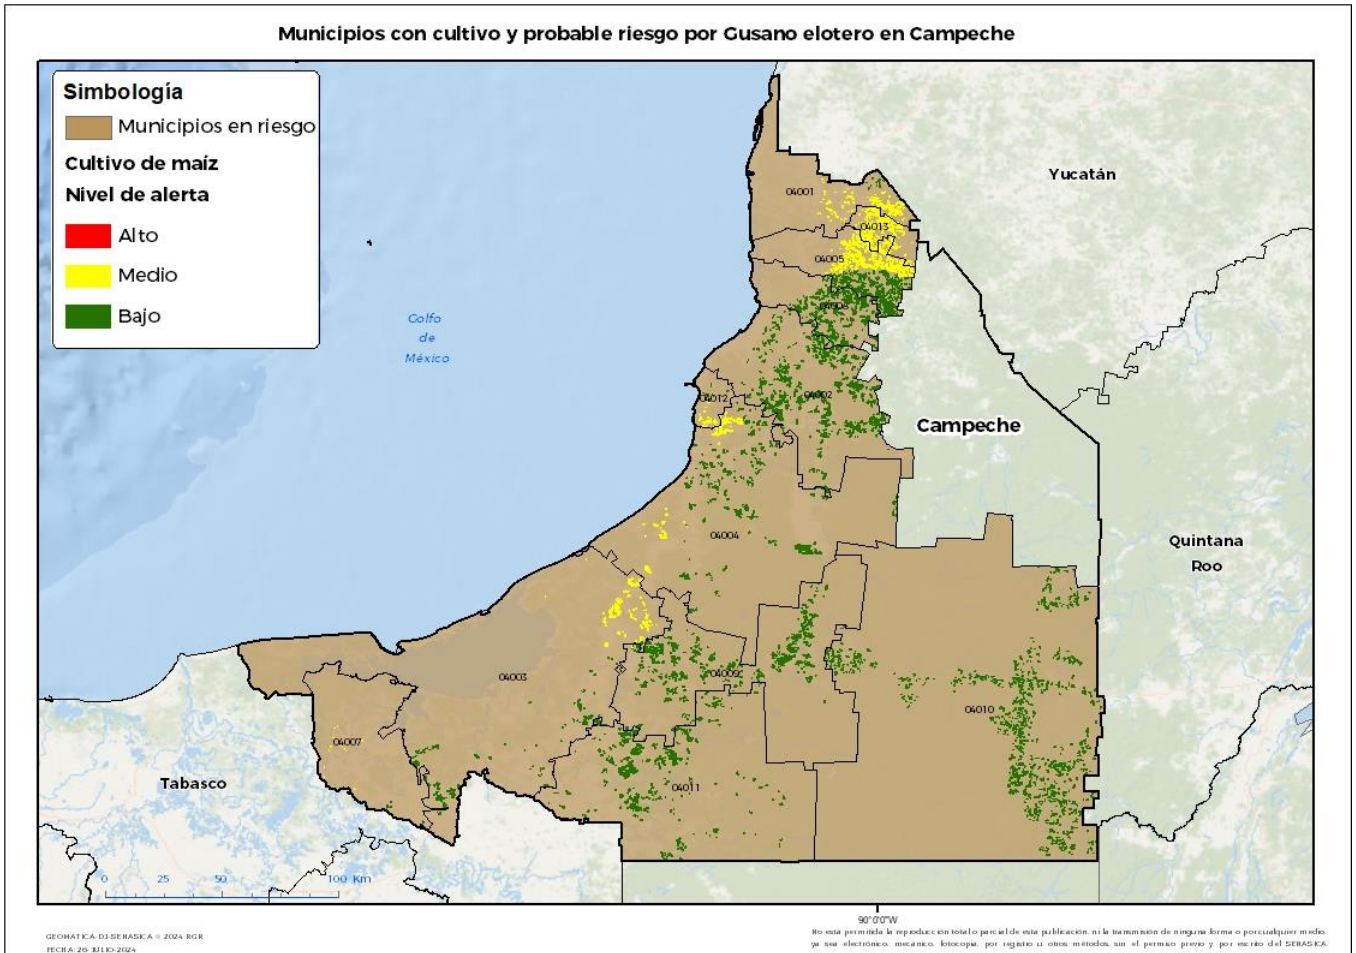 Municipios con cultivo y probable riesgo por Gusano elotero en Campeche
Simbología
Municipios en riesgo
Cultivo de maíz
Nivel de alerta
Alto
Medio
Bajo
Yucatán
04001
04013
04005
Golfo
de
México
04012
04002
Campeche
04004
Quintana
Roo
04003
04009
04010
04007
Tabasco
04011
0 25 50 100 Km
90°0'0"W
GEOMATICA-DJ-SENASICA © 2024 RGR
FECHA: 26-JULIO-2024
No está permitida la reproducción total o parcial de esta publicación, ni la transmisión de ninguna forma o por cualquier medio,
ya sea electrónico, mecánico, fotocopia, por registro u otros métodos, sin el permiso previo y por escrito del SENASICA.